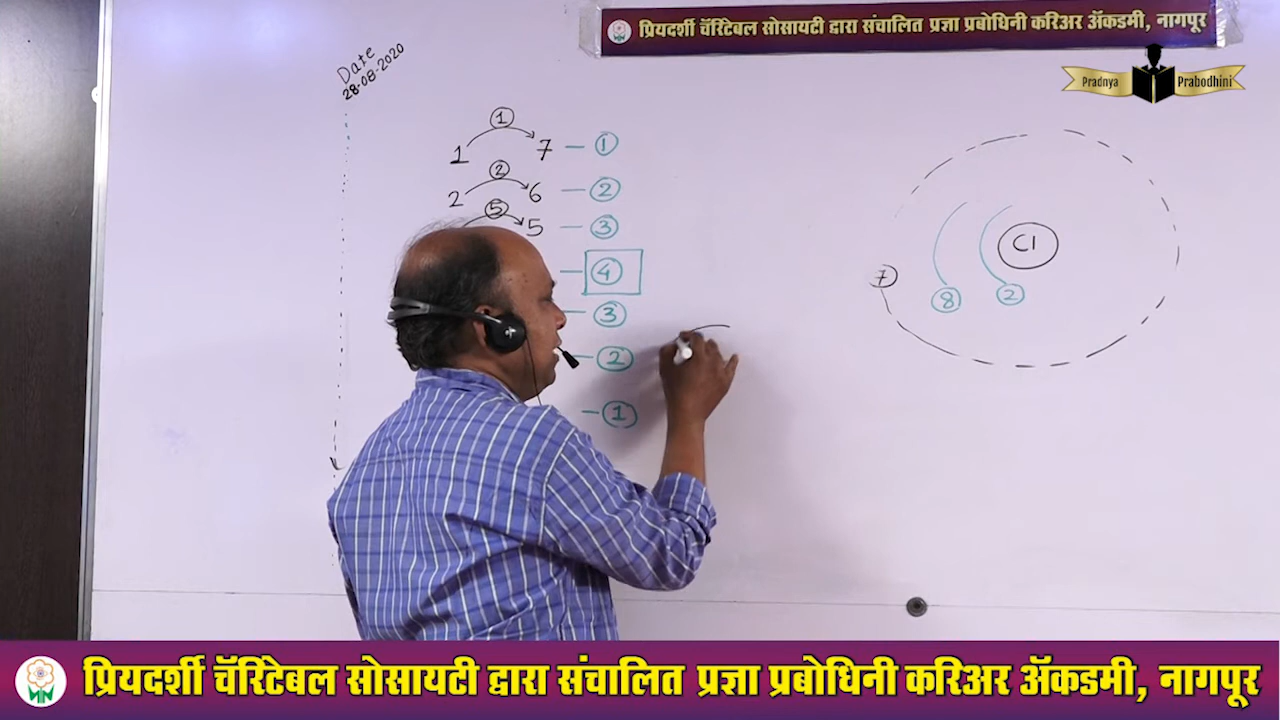 प्रियदर्शी चॅरिटेबल सोसायटी द्वारा संचालित प्रज्ञा प्रबोधिनी करिअर ॲकडमी, नागपूर
Pradnya Prabodhini
Date
28-08-2020
1
1 7 – 1
2
2 6 – 2
5
5 – 3
– 4
– 3
– 2
– 1
Cl
7
8 2
प्रियदर्शी चॅरिटेबल सोसायटी द्वारा संचालित प्रज्ञा प्रबोधिनी करिअर ॲकडमी, नागपूर